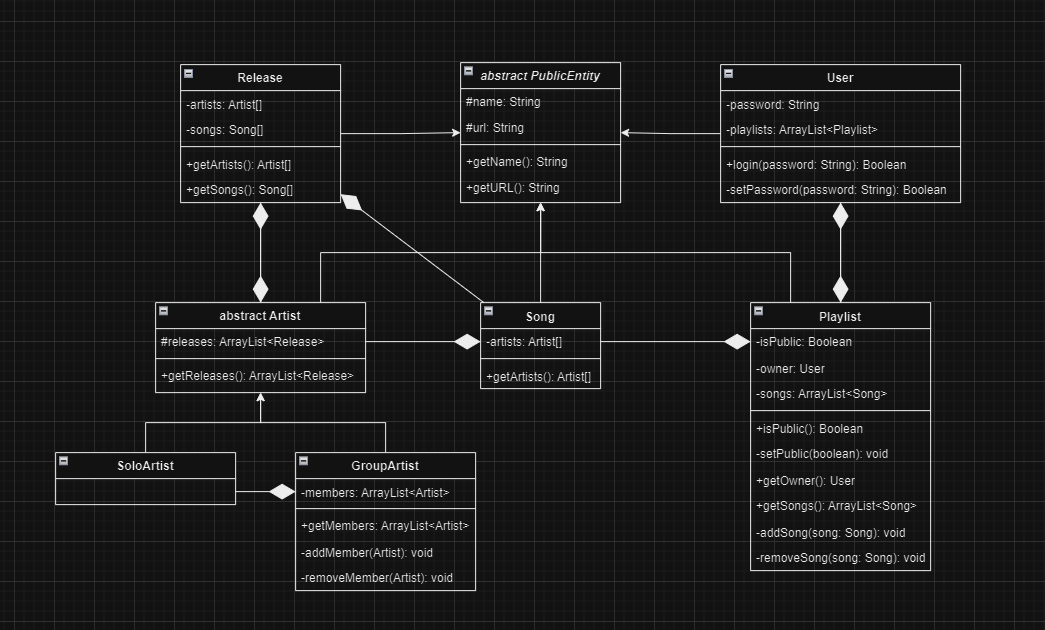 Release
-artists: Artist[]
-songs: Song[]
+getArtists(): Artist[]
+getSongs(): Song[]
abstract PublicEntity
#name: String
#url: String
+getName(): String
+getURL(): String
User
-password: String
-playlists: ArrayList<Playlist>
+login(password: String): Boolean
-setPassword(password: String): Boolean
abstract Artist
#releases: ArrayList<Release>
+getReleases(): ArrayList<Release>
Song
-artists: Artist[]
+getArtists(): Artist[]
Playlist
-isPublic: Boolean
-owner: User
-songs: ArrayList<Song>
+isPublic(): Boolean
-setPublic(boolean): void
+getOwner(): User
+getSongs(): ArrayList<Song>
-addSong(song: Song): void
-removeSong(song: Song): void
SoloArtist
GroupArtist
-members: ArrayList<Artist>
+getMembers: ArrayList<Artist>
-addMember(Artist): void
-removeMember(Artist): void